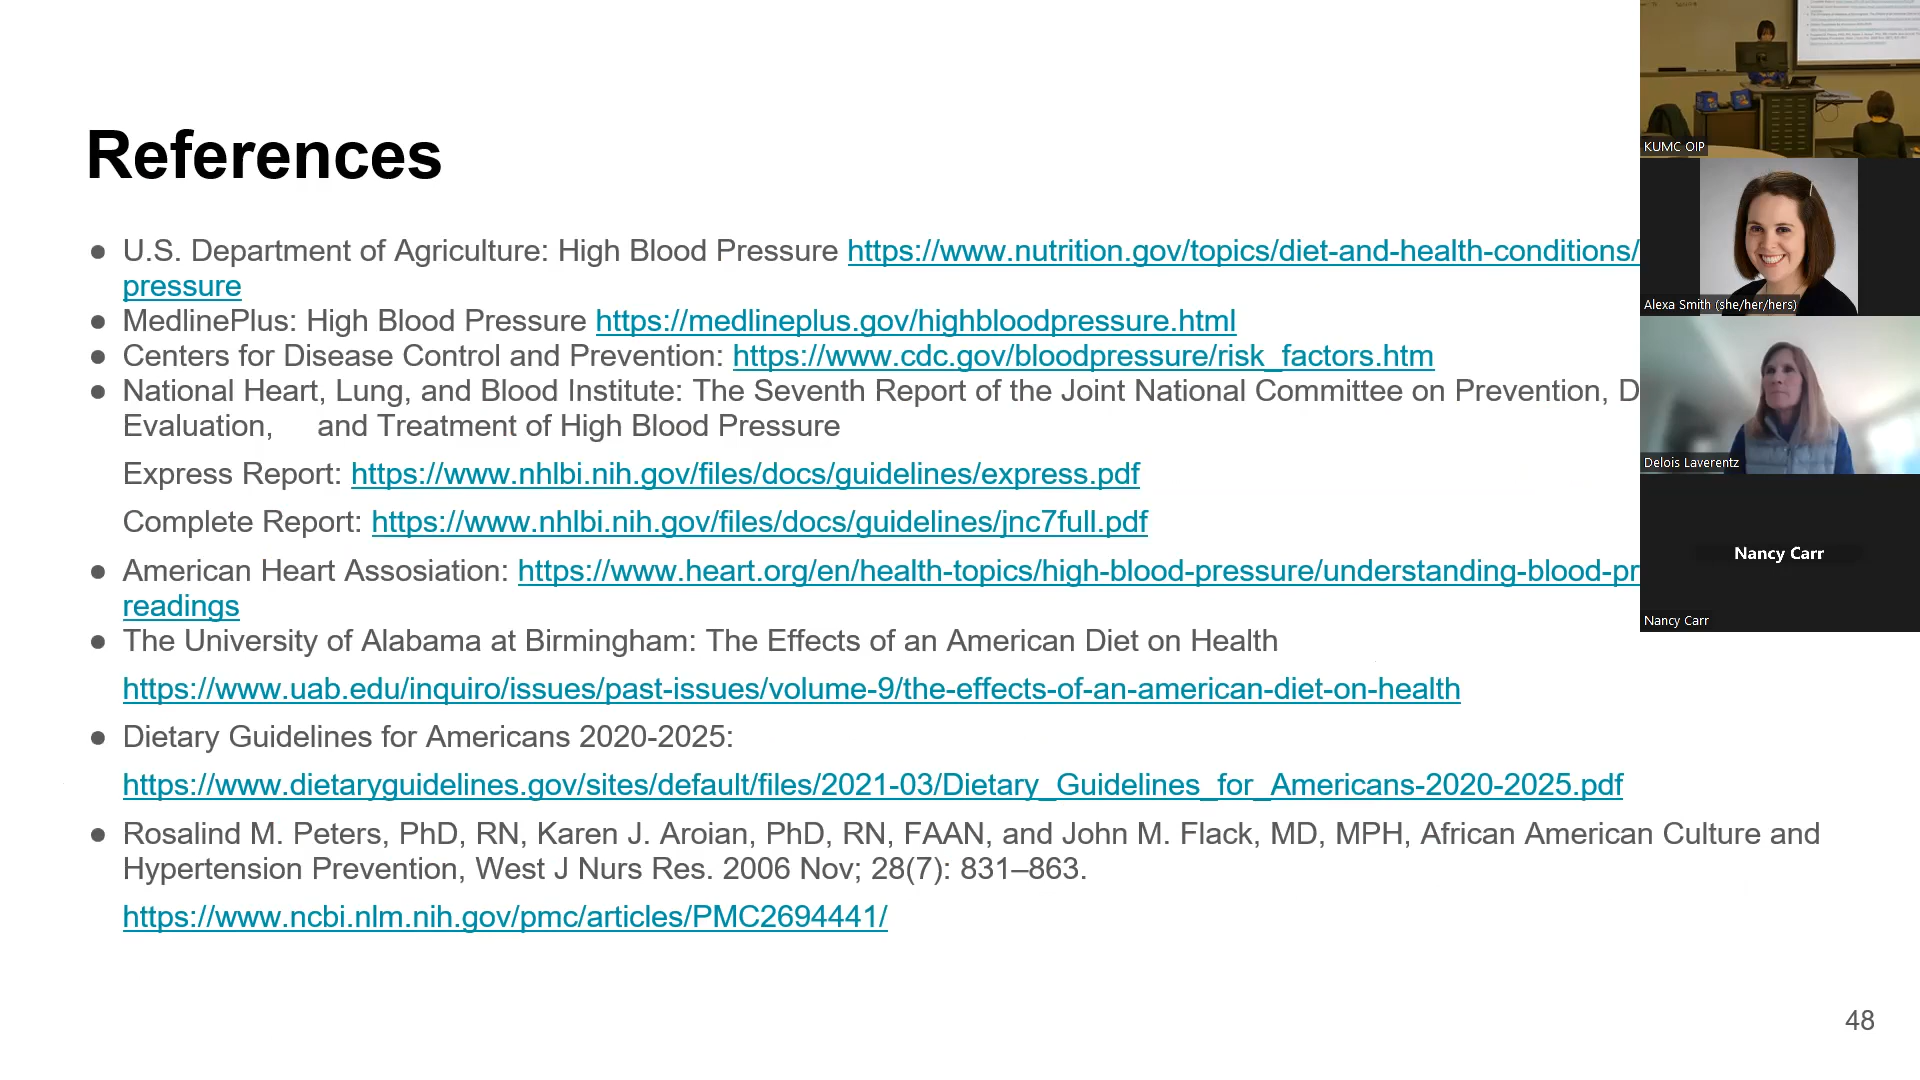 References
● U.S. Department of Agriculture: High Blood Pressure https://www.nutrition.gov/topics/diet-and-health-conditions/
pressure
● MedlinePlus: High Blood Pressure https://medlineplus.gov/highbloodpressure.html
● Centers for Disease Control and Prevention: https://www.cdc.gov/bloodpressure/risk_factors.htm
● National Heart, Lung, and Blood Institute: The Seventh Report of the Joint National Committee on Prevention, D
Evaluation, and Treatment of High Blood Pressure
Express Report: https://www.nhlbi.nih.gov/files/docs/guidelines/express.pdf
Complete Report: https://www.nhlbi.nih.gov/files/docs/guidelines/jnc7full.pdf
● American Heart Assosiation: https://www.heart.org/en/health-topics/high-blood-pressure/understanding-blood-pr
readings
● The University of Alabama at Birmingham: The Effects of an American Diet on Health
https://www.uab.edu/inquiro/issues/past-issues/volume-9/the-effects-of-an-american-diet-on-health
● Dietary Guidelines for Americans 2020-2025:
https://www.dietaryguidelines.gov/sites/default/files/2021-03/Dietary_Guidelines_for_Americans-2020-2025.pdf
● Rosalind M. Peters, PhD, RN, Karen J. Aroian, PhD, RN, FAAN, and John M. Flack, MD, MPH, African American Culture and
Hypertension Prevention, West J Nurs Res. 2006 Nov; 28(7): 831–863.
https://www.ncbi.nlm.nih.gov/pmc/articles/PMC2694441/
48
KUMC OIP
Alexa Smith (she/her/hers)
Delois Laverentz
Nancy Carr
Nancy Carr